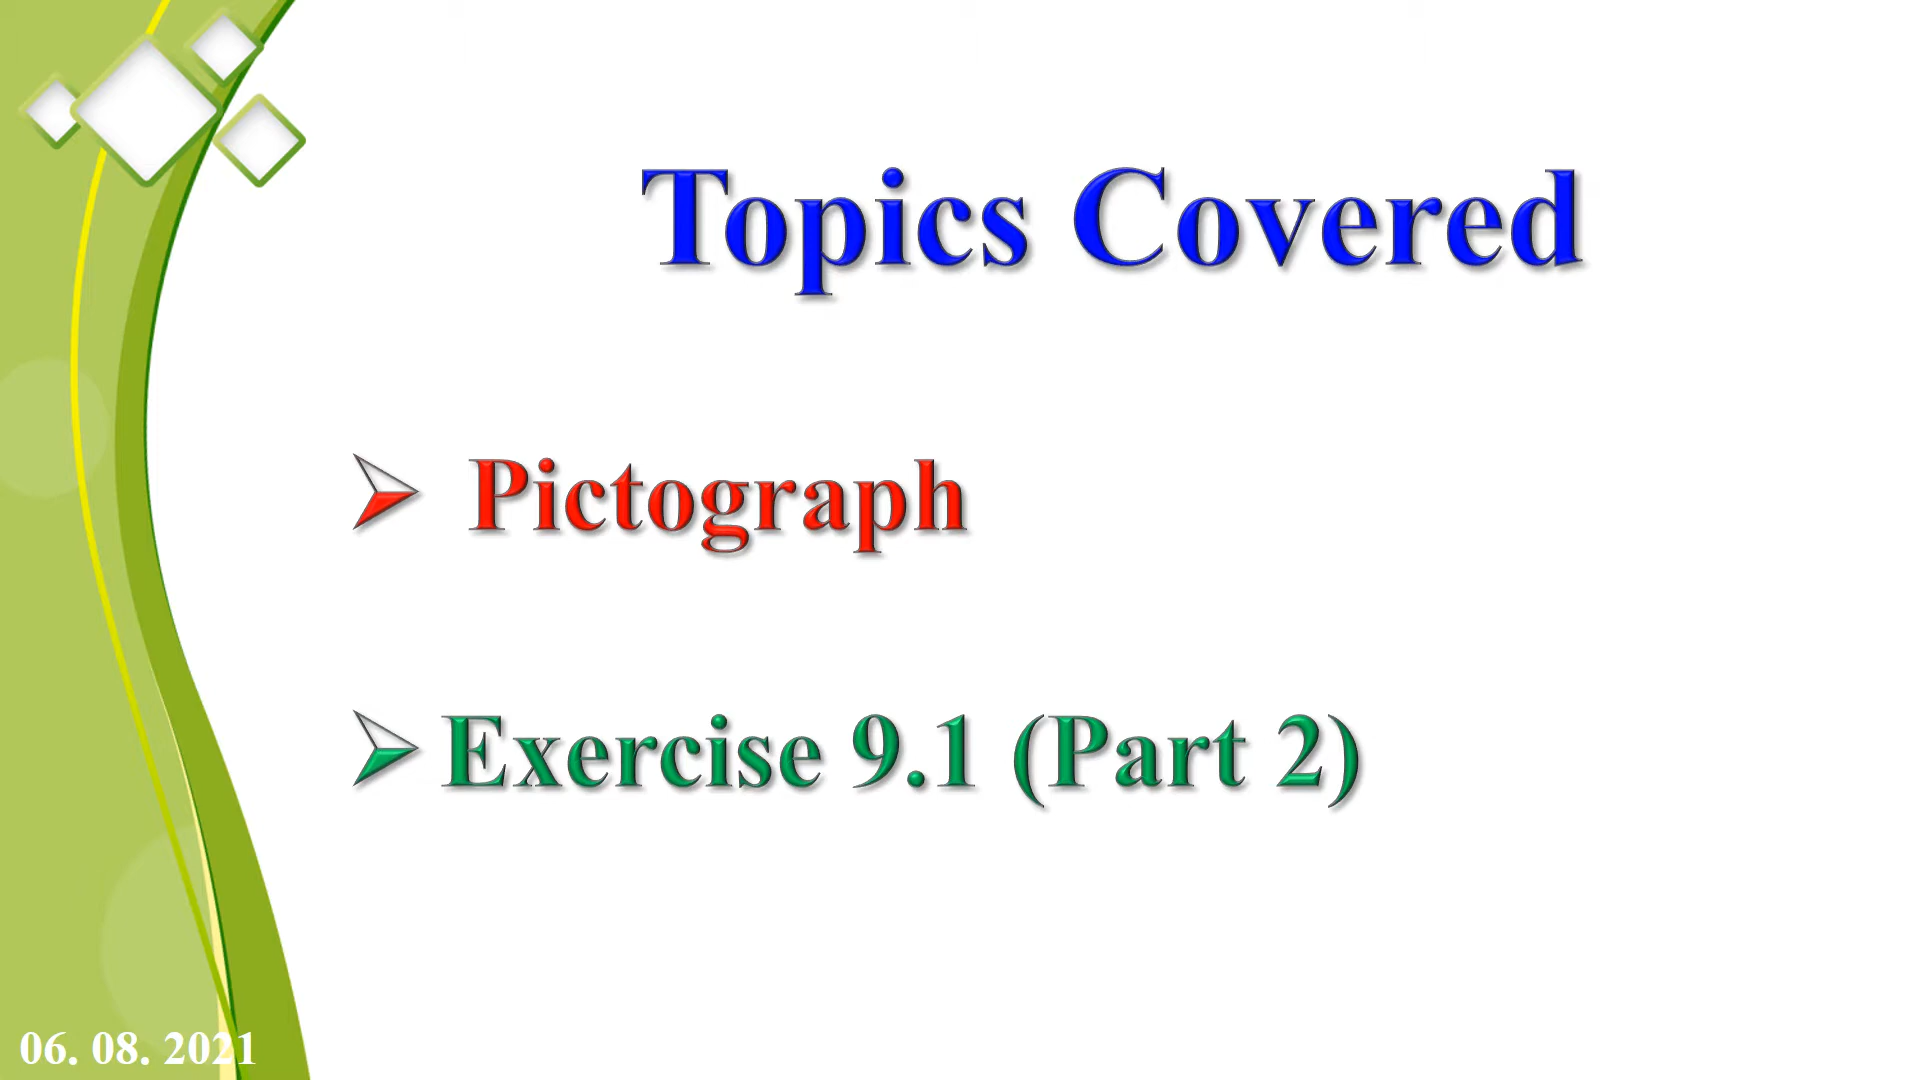 Topics Covered
➢ Pictograph
➢ Exercise 9.1 (Part 2)
06. 08. 2021